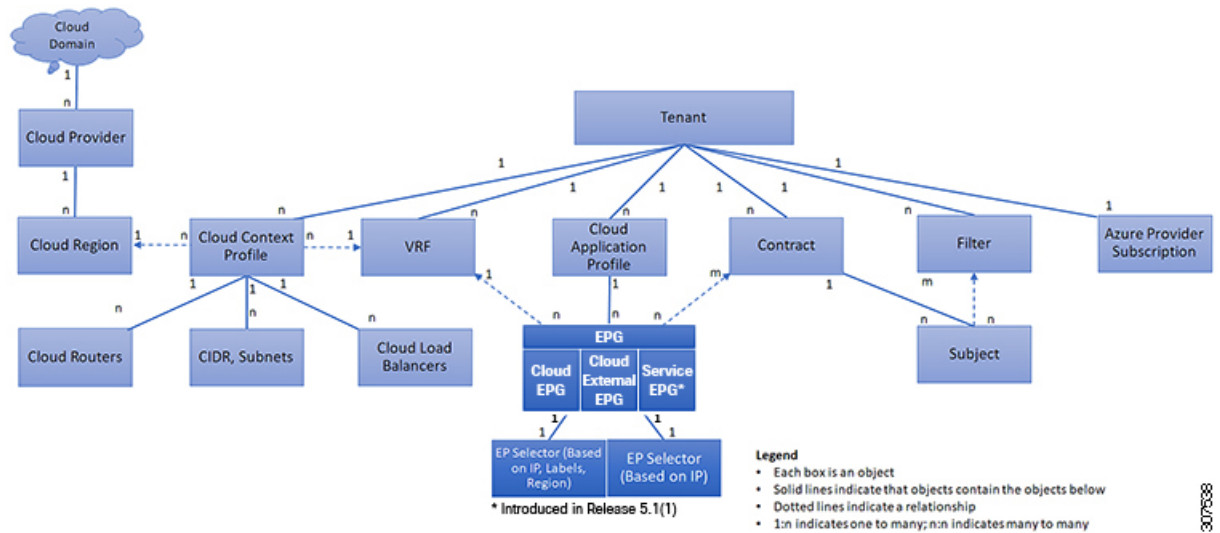 Cloud
Domain
1
n
Cloud Provider
1
n
Cloud Region
Tenant
1
1
1
1
1
1
n
n
n
n
n
1
1
n
Cloud Context
Profile
n
1
VRF
Cloud
Application
Profile
Contract
Filter
Azure Provider
Subscription
1
1
1
n
n
n
Cloud Routers
CIDR, Subnets
Cloud Load
Balancers
1
n
1
n
n
m
1
n
n
m
Subject
EPG
Cloud
EPG
Cloud
External
EPG
Service
EPG*
1
1
1
1
EP Selector (Based
on IP, Labels,
Region)
EP Selector
(Based on IP)
* Introduced in Release 5.1(1)
Legend
• Each box is an object
• Solid lines indicate that objects contain the objects below
• Dotted lines indicate a relationship
• 1:n indicates one to many; n:n indicates many to many
307538